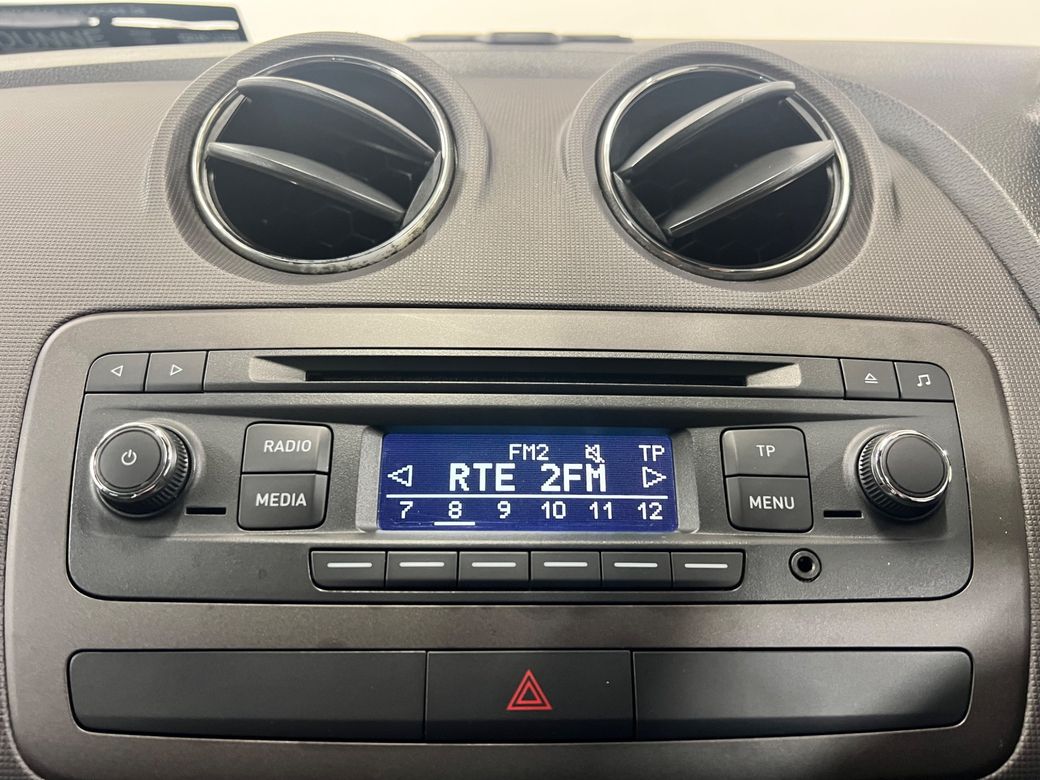 RADIO
MEDIA
FM2 TP
RTE 2FM
7 8 9 10 11 12
TP
MENU